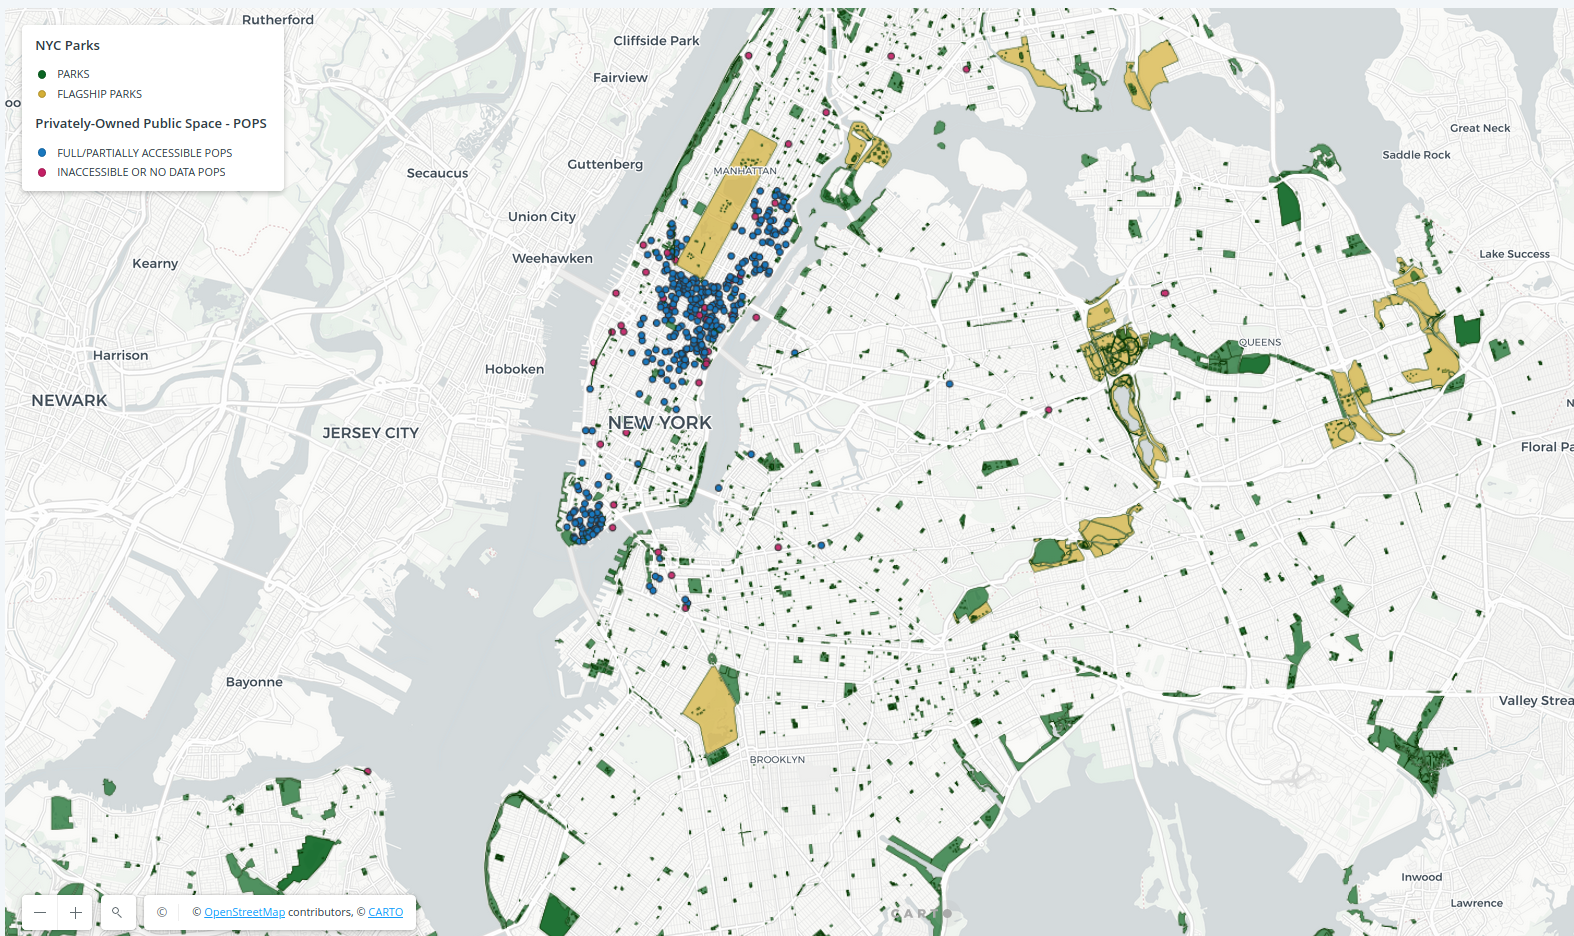 Rutherford
Cliffside Park
Fairview
Great Neck
Saddle Rock
Guttenberg
Secaucus
MANHATTAN
Union City
Weehawken
Lake Success
Kearny
Harrison
QUEENS
Hoboken
NEWARK
NEW YORK
JERSEY CITY
Floral Pa
Bayonne
Valley Strea
BROOKLYN
Inwood
Lawrence
NYC Parks
PARKS
FLAGSHIP PARKS
Privately-Owned Public Space - POPS
FULL/PARTIALLY ACCESSIBLE POPS
INACCESSIBLE OR NO DATA POPS
© © OpenStreetMap contributors, © CARTO
CARTO